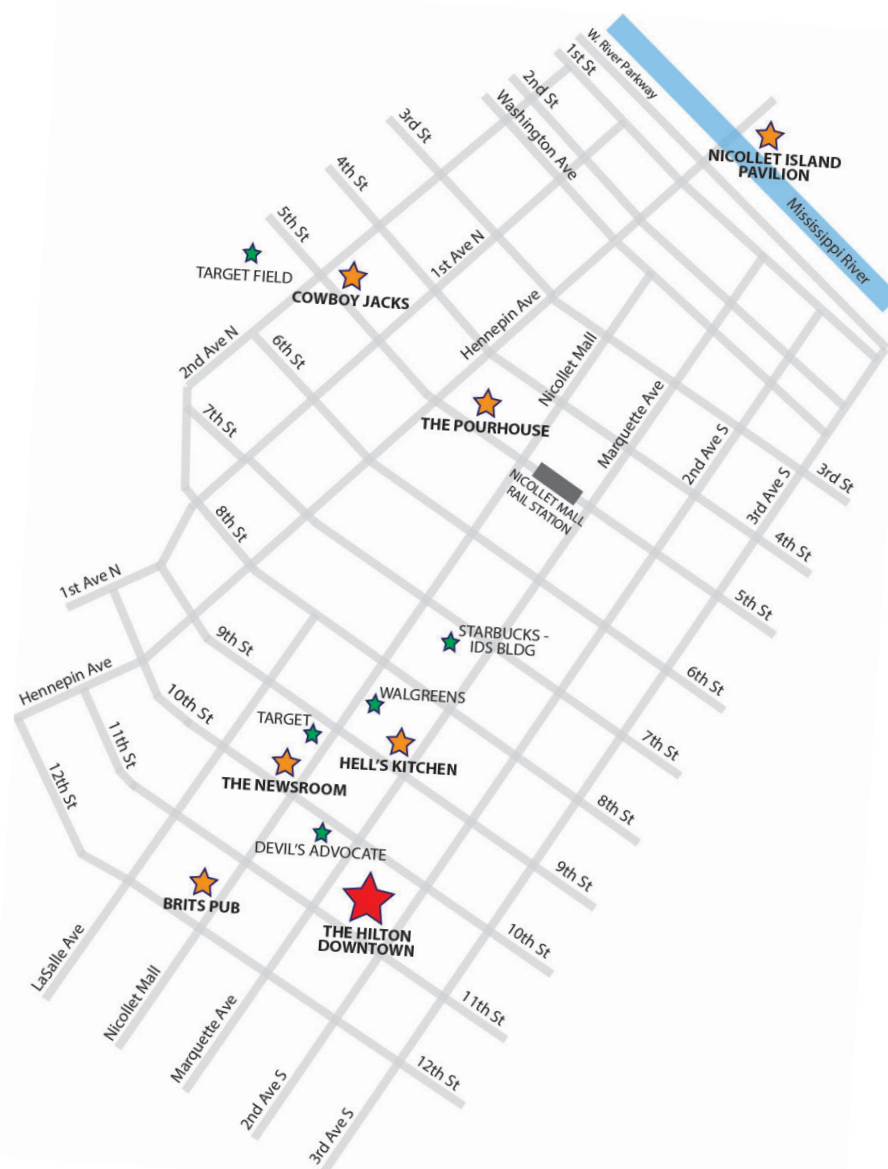 W. River Parkway
1st St
2nd St
Washington Ave
3rd St
4th St
5th St
NICOLLET ISLAND
PAVILION
Mississippi River
TARGET FIELD
COWBOY JACKS
1st Ave N
Hennepin Ave
2nd Ave N
6th St
Nicollet Mall
7th St
THE POURHOUSE
Marquette Ave
2nd Ave S
3rd Ave S
NICOLLET MALL
RAIL STATION
3rd St
4th St
5th St
8th St
1st Ave N
9th St
STARBUCKS -
IDS BLDG
Hennepin Ave
6th St
10th St
WALGREENS
TARGET
7th St
11th St
HELL'S KITCHEN
12th St
THE NEWSROOM
8th St
DEVIL'S ADVOCATE
9th St
BRITS PUB
THE HILTON
DOWNTOWN
10th St
LaSalle Ave
Nicollet Mall
11th St
Marquette Ave
12th St
2nd Ave S
3rd Ave S